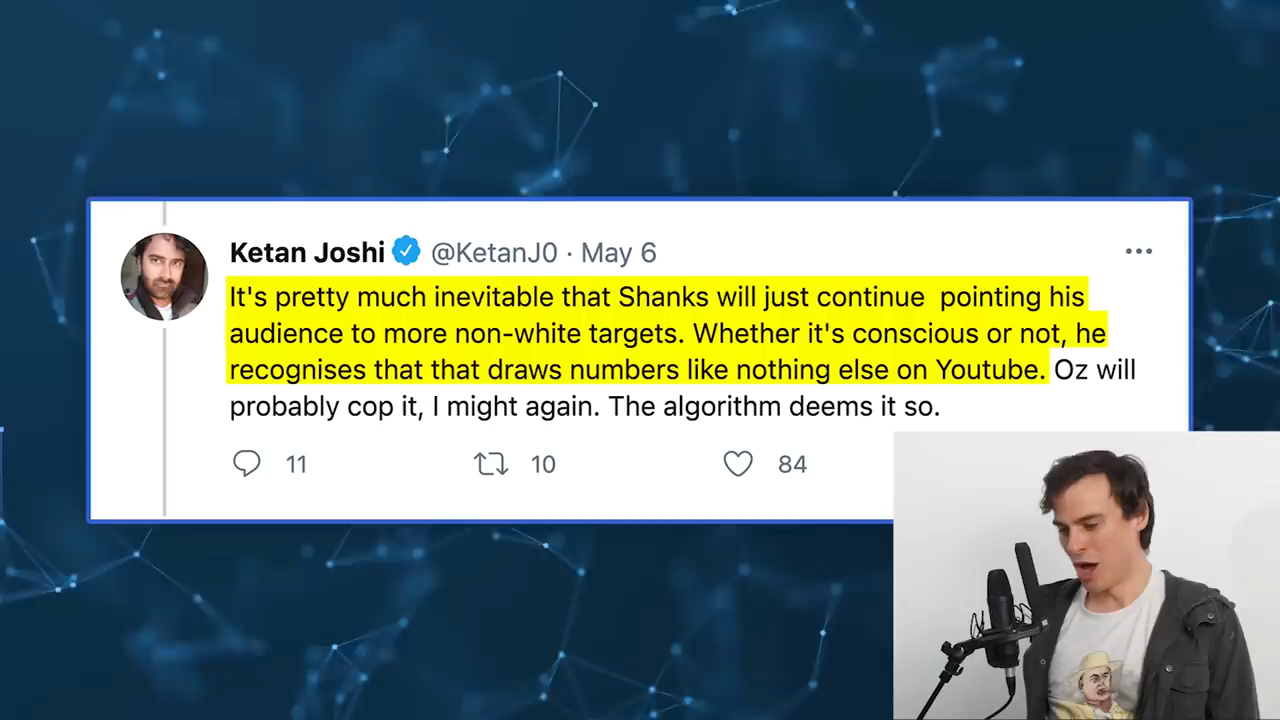 Ketan Joshi @KetanJ0 · May 6
It's pretty much inevitable that Shanks will just continue  pointing his
audience to more non-white targets. Whether it's conscious or not, he
recognises that that draws numbers like nothing else on Youtube. Oz will
probably cop it, I might again. The algorithm deems it so.
11 10 84